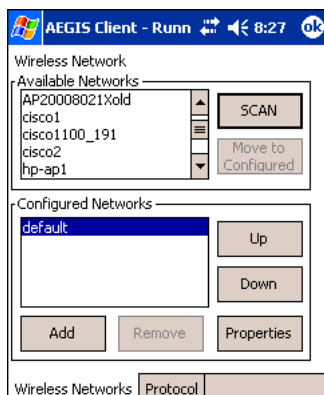 AEGIS Client - Runn 8:27 ok
Wireless Network
Available Networks
AP20008021Xold
cisco1
cisco1100_191
cisco2
hp-ap1
SCAN
Move to
Configured
Configured Networks
default
Up
Down
Add Remove Properties
Wireless Networks Protocol